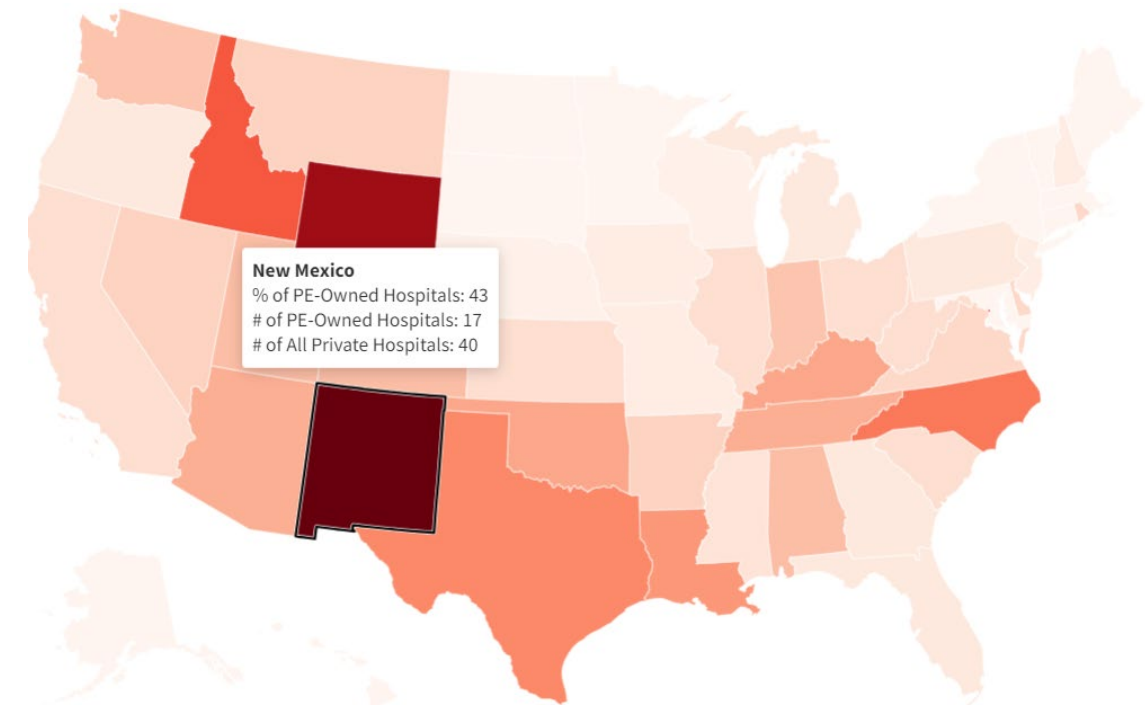 New Mexico
% of PE-Owned Hospitals: 43
# of PE-Owned Hospitals: 17
# of All Private Hospitals: 40